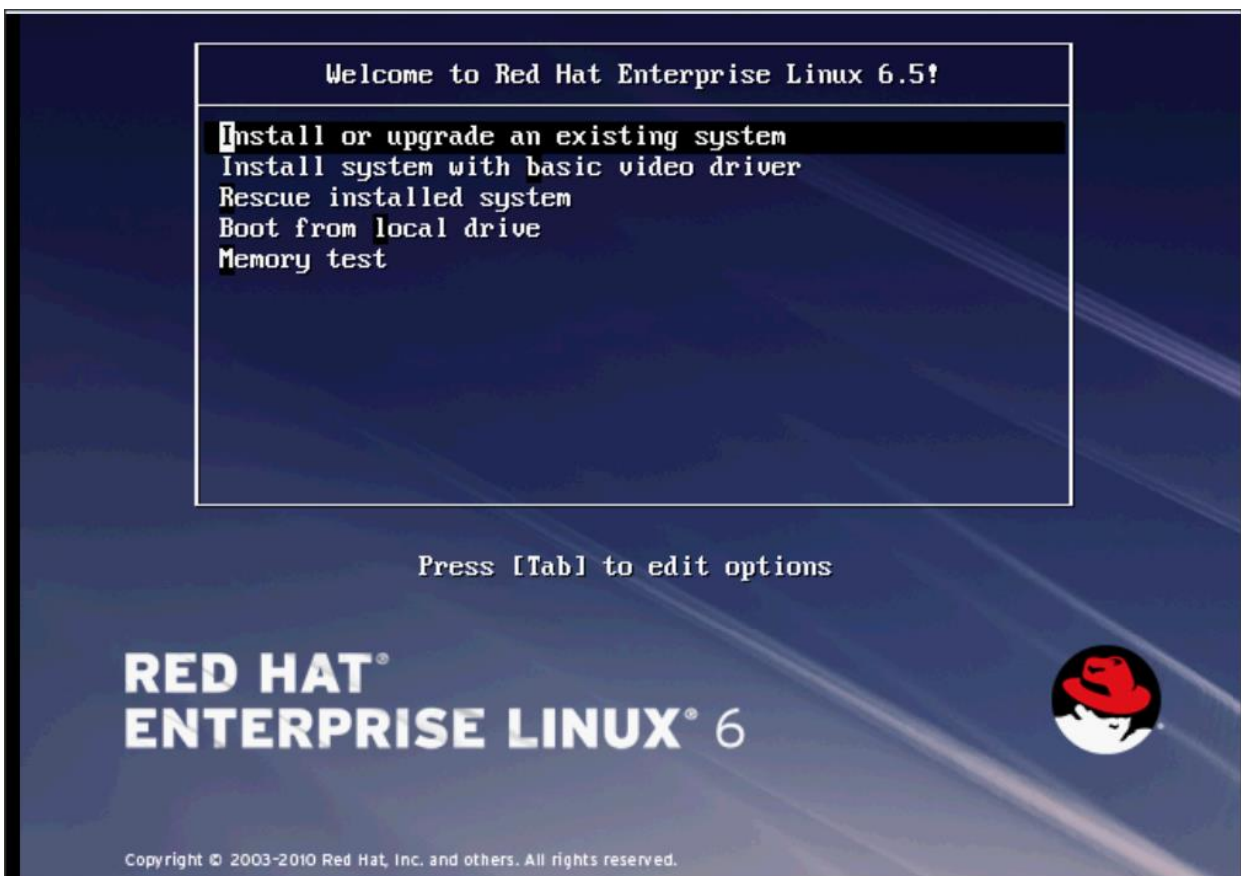 Welcome to Red Hat Enterprise Linux 6.5!
Install or upgrade an existing system
Install system with basic video driver
Rescue installed system
Boot from local drive
Memory test
Press [Tab] to edit options
RED HAT®
ENTERPRISE LINUX® 6
Copyright © 2003-2010 Red Hat, Inc. and others. All rights reserved.